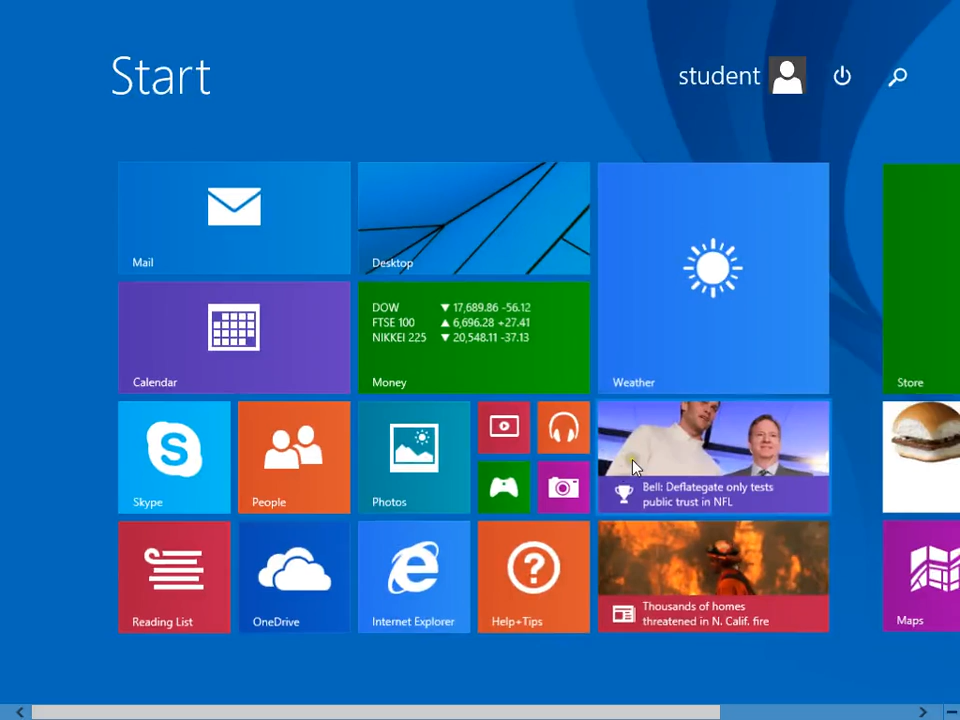 Start
student
Mail
Desktop
Calendar
DOW ▼ 17,689.86 -56.12
FTSE 100 ▲ 6,696.28 +27.41
NIKKEI 225 ▼ 20,548.11 -37.13
Money
Weather
Store
Skype
People
Photos
Bell: Deflategate only tests
public trust in NFL
Reading List
OneDrive
Internet Explorer
Help+Tips
Thousands of homes
threatened in N. Calif. fire
Maps